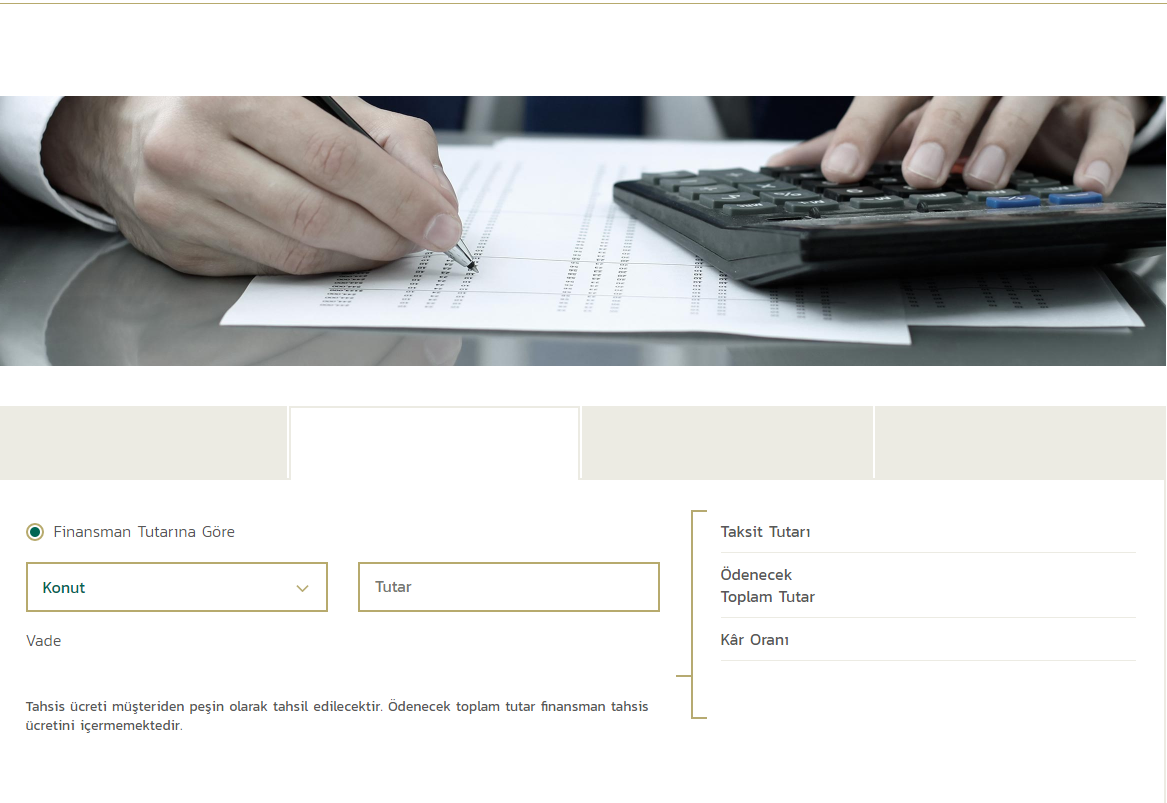 Finansman Tutarına Göre
Konut
Tutar
Vade
Tahsis ücreti müşteriden peşin olarak tahsil edilecektir. Ödenecek toplam tutar finansman tahsis
ücretini içermemektedir.
Taksit Tutarı
Ödenecek
Toplam Tutar
Kâr Oranı